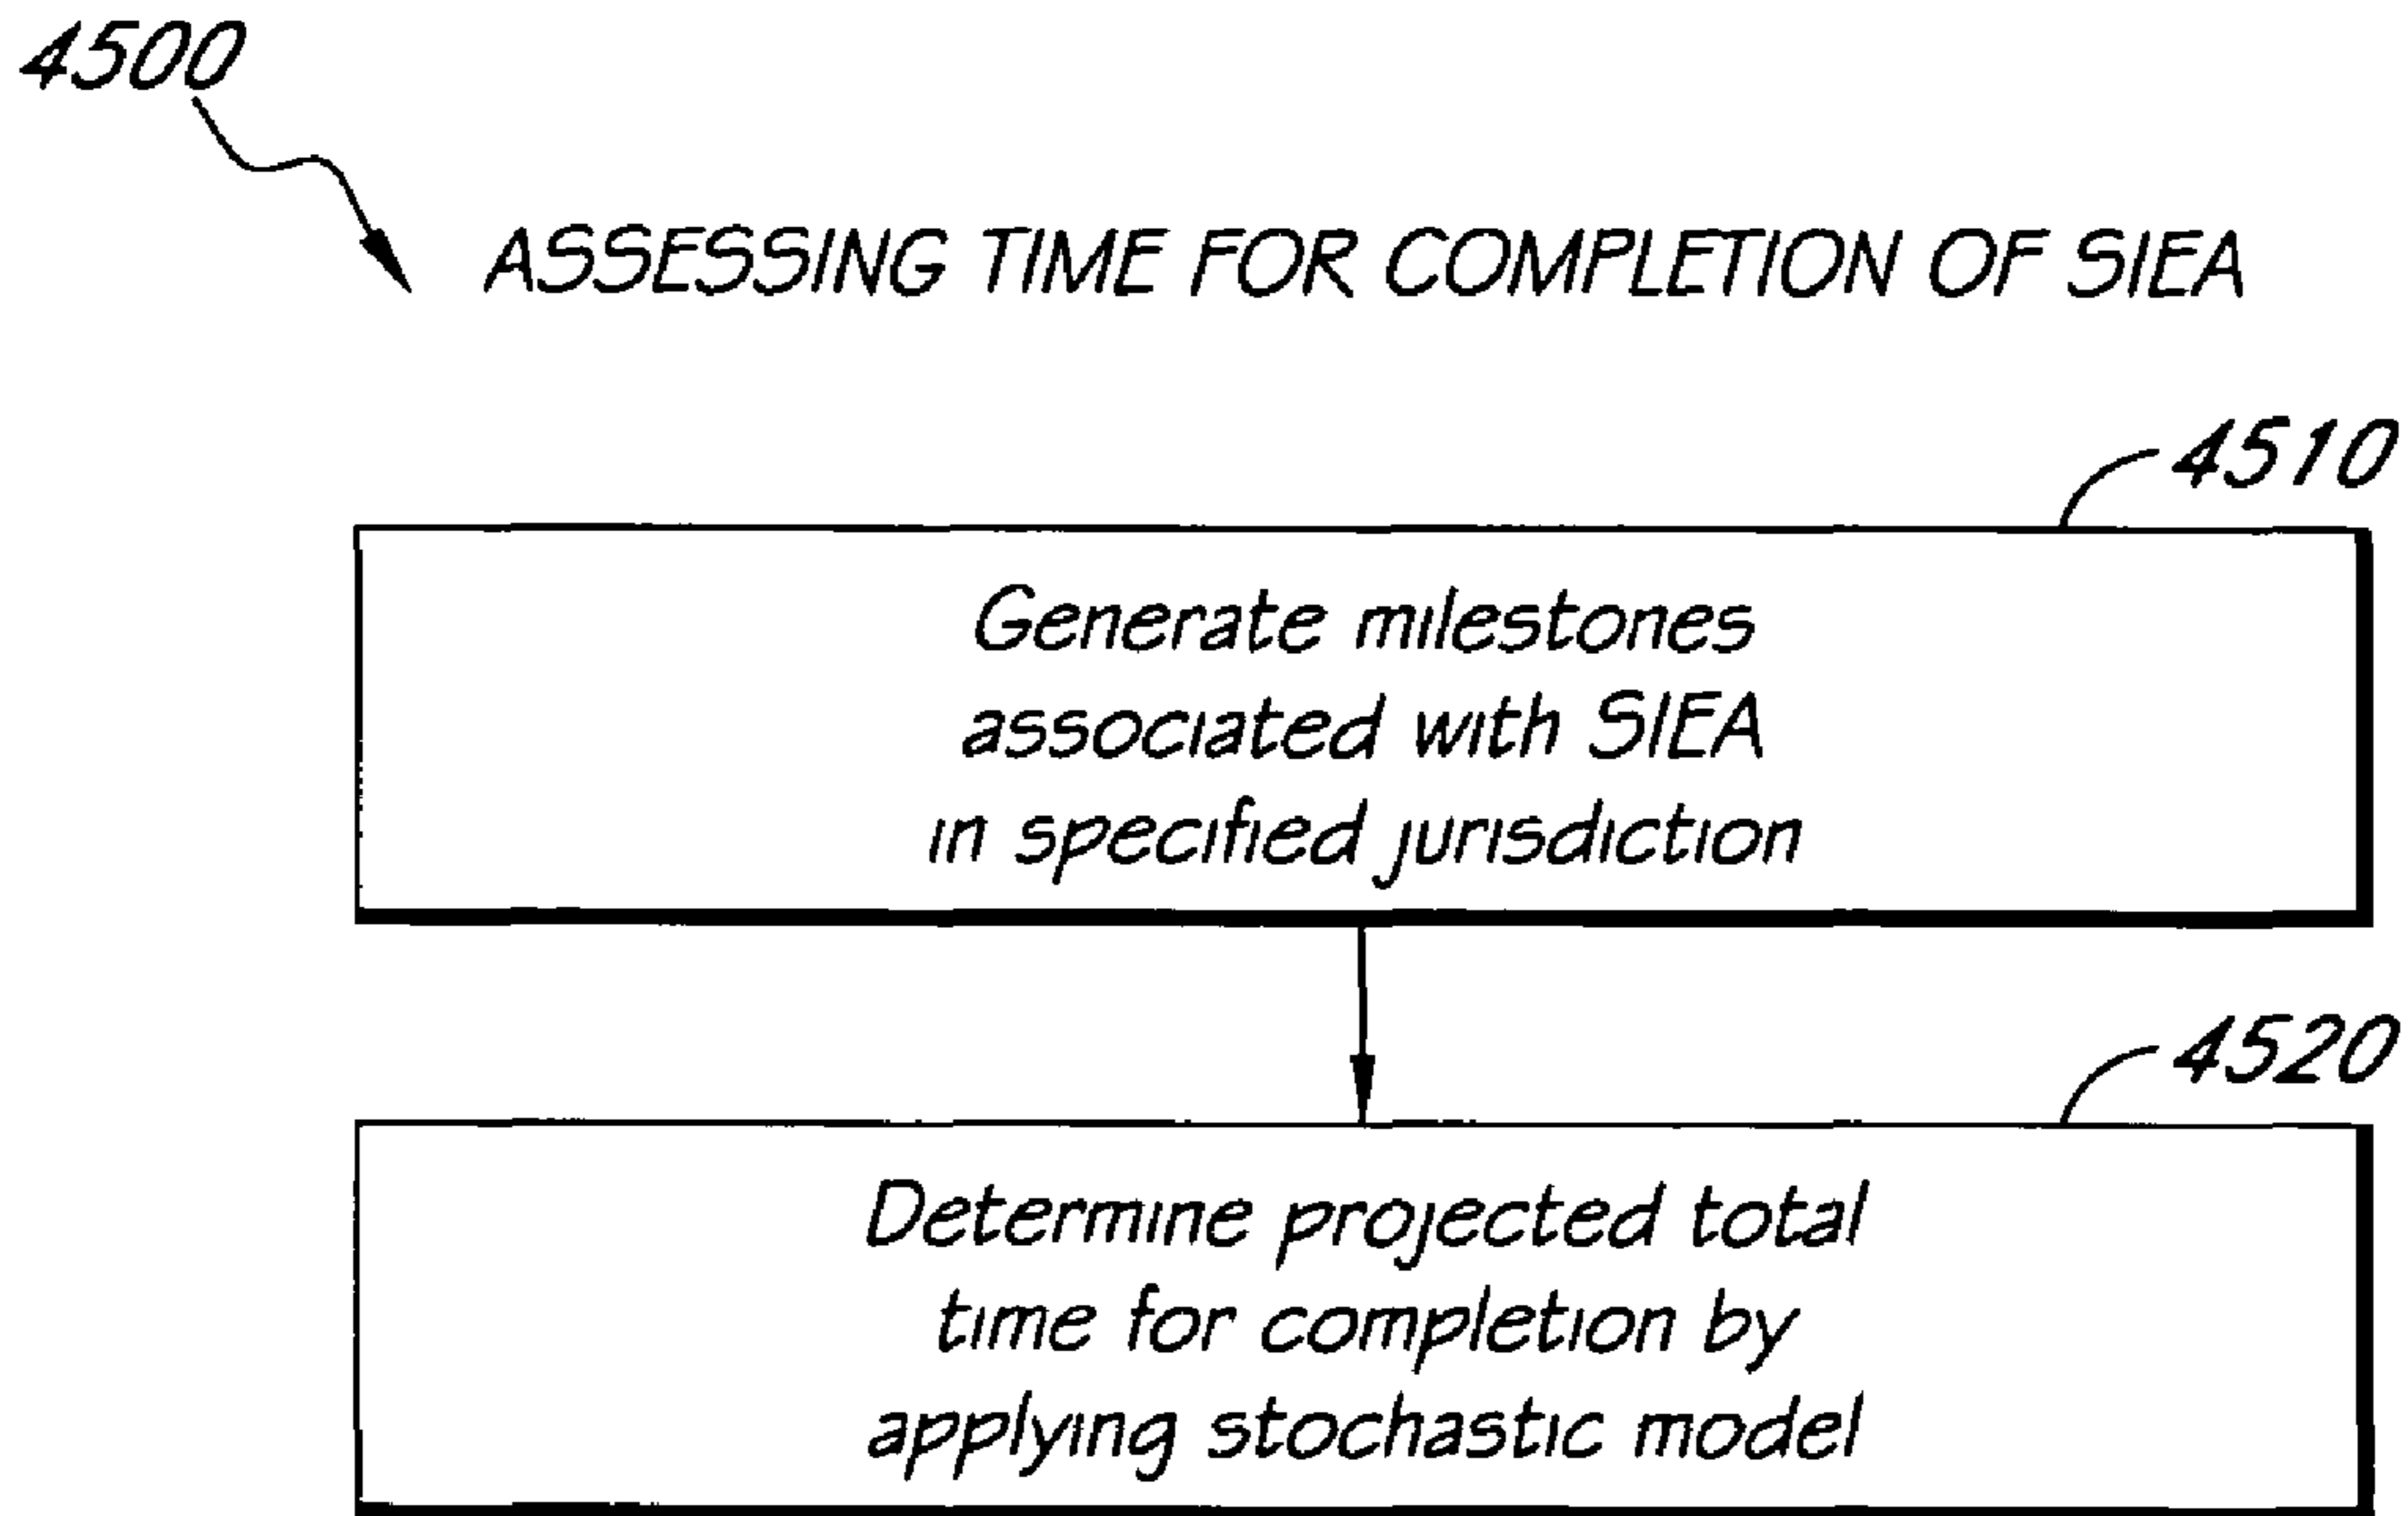 4500
ASSESSING TIME FOR COMPLETION OF SIEA
4510
Generate milestones
associated with SIEA
in specified jurisdiction
4520
Determine projected total
time for completion by
applying stochastic model